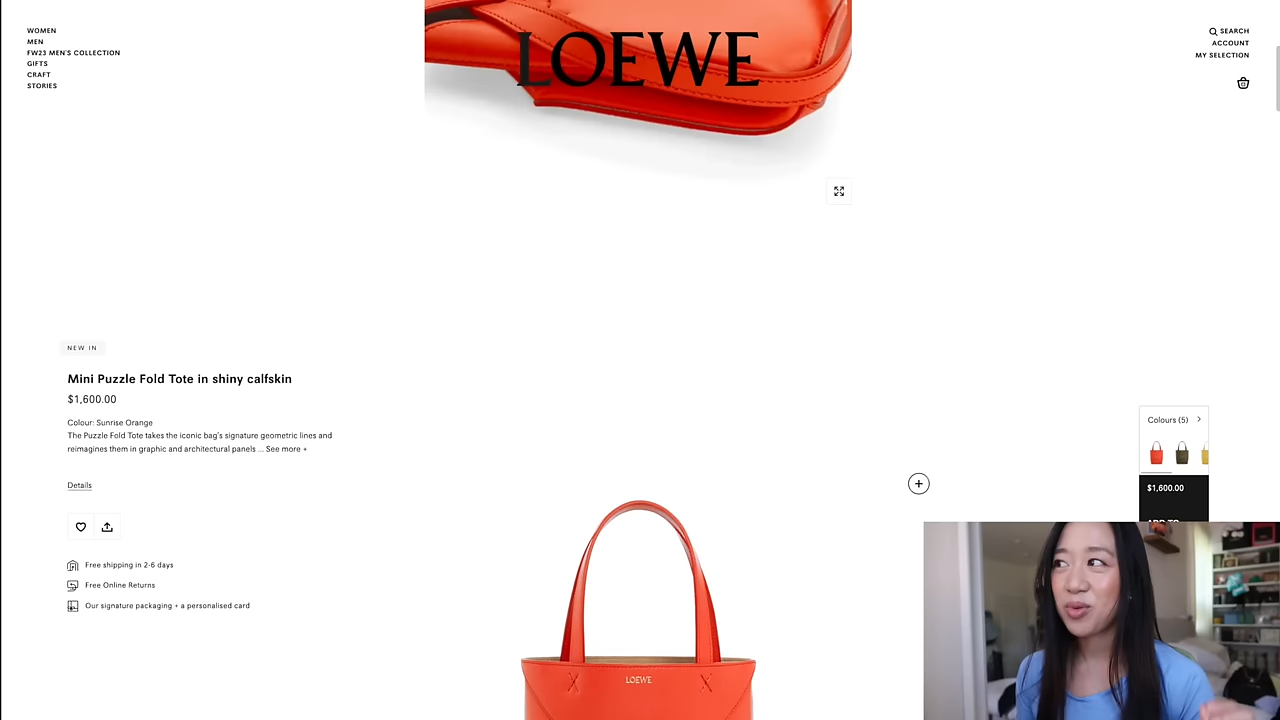 WOMEN
MEN
FW23 MEN'S COLLECTION
GIFTS
CRAFT
STORIES
LOEWE
SEARCH
ACCOUNT
MY SELECTION
NEW IN
Mini Puzzle Fold Tote in shiny calfskin
$1,600.00
Colour: Sunrise Orange
The Puzzle Fold Tote takes the iconic bag's signature geometric lines and
reimagines them in graphic and architectural panels ... See more +
Details
Free shipping in 2-6 days
Free Online Returns
Our signature packaging + a personalised card
Colours (5)
$1,600.00
ADD TO
LOEWE